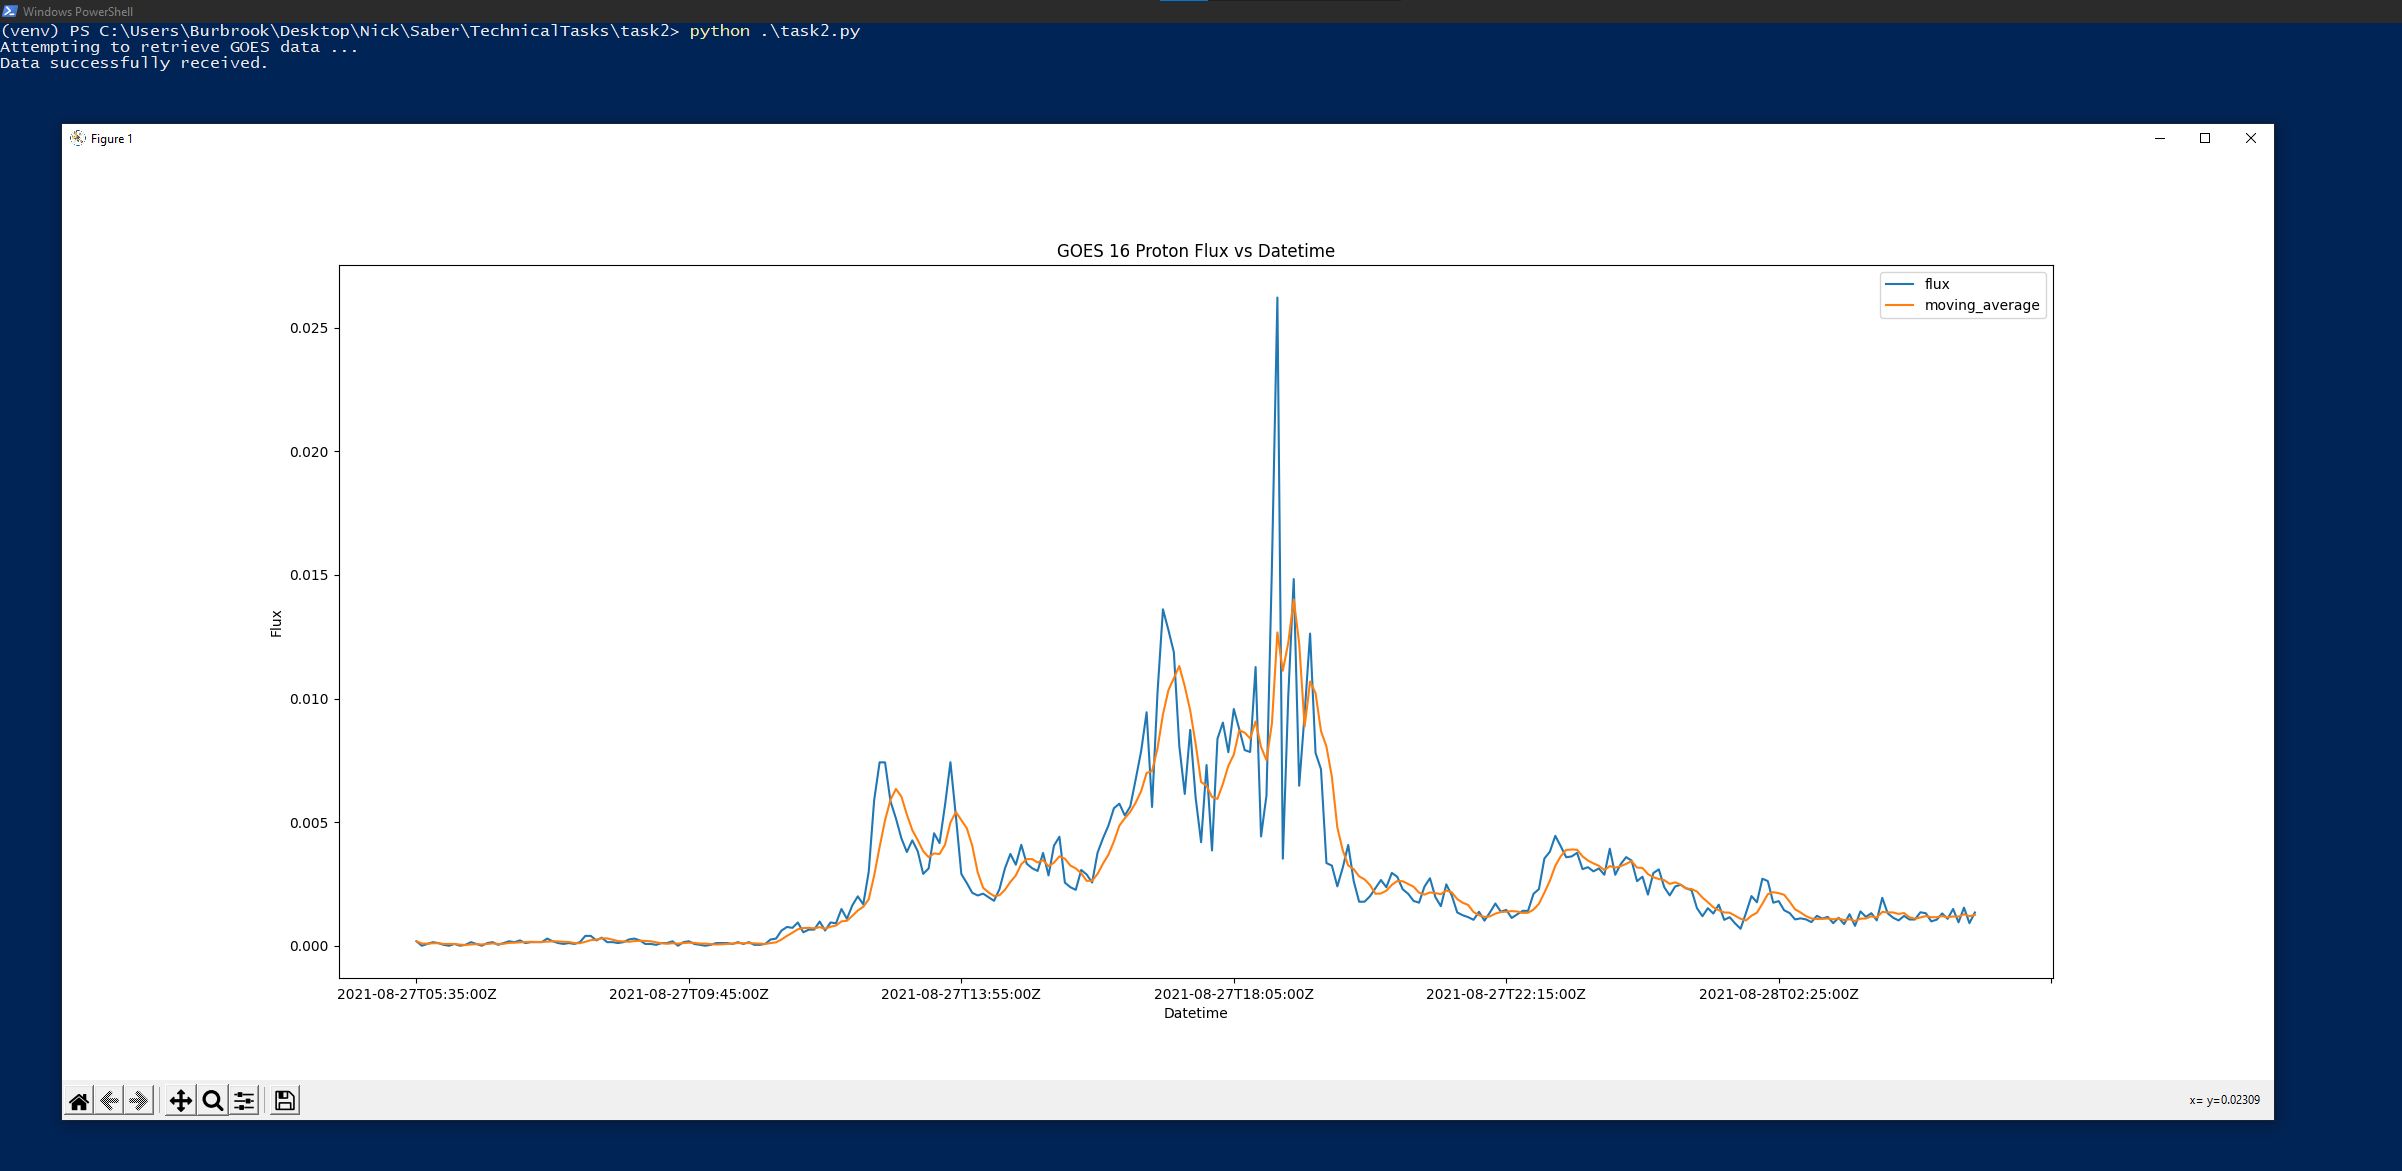 Windows PowerShell
(venv) PS C:\Users\Burbrook\Desktop\Nick\Saber\TechnicalTasks\task2> python .\task2.py
Attempting to retrieve GOES data ...
Data successfully received.
Figure 1
GOES 16 Proton Flux vs Datetime
flux
moving_average
0.025
0.020
0.015
0.010
0.005
0.000
Flux
2021-08-27T05:35:00Z 2021-08-27T09:45:00Z 2021-08-27T13:55:00Z 2021-08-27T18:05:00Z 2021-08-27T22:15:00Z 2021-08-28T02:25:00Z
Datetime
x= y=0.02309